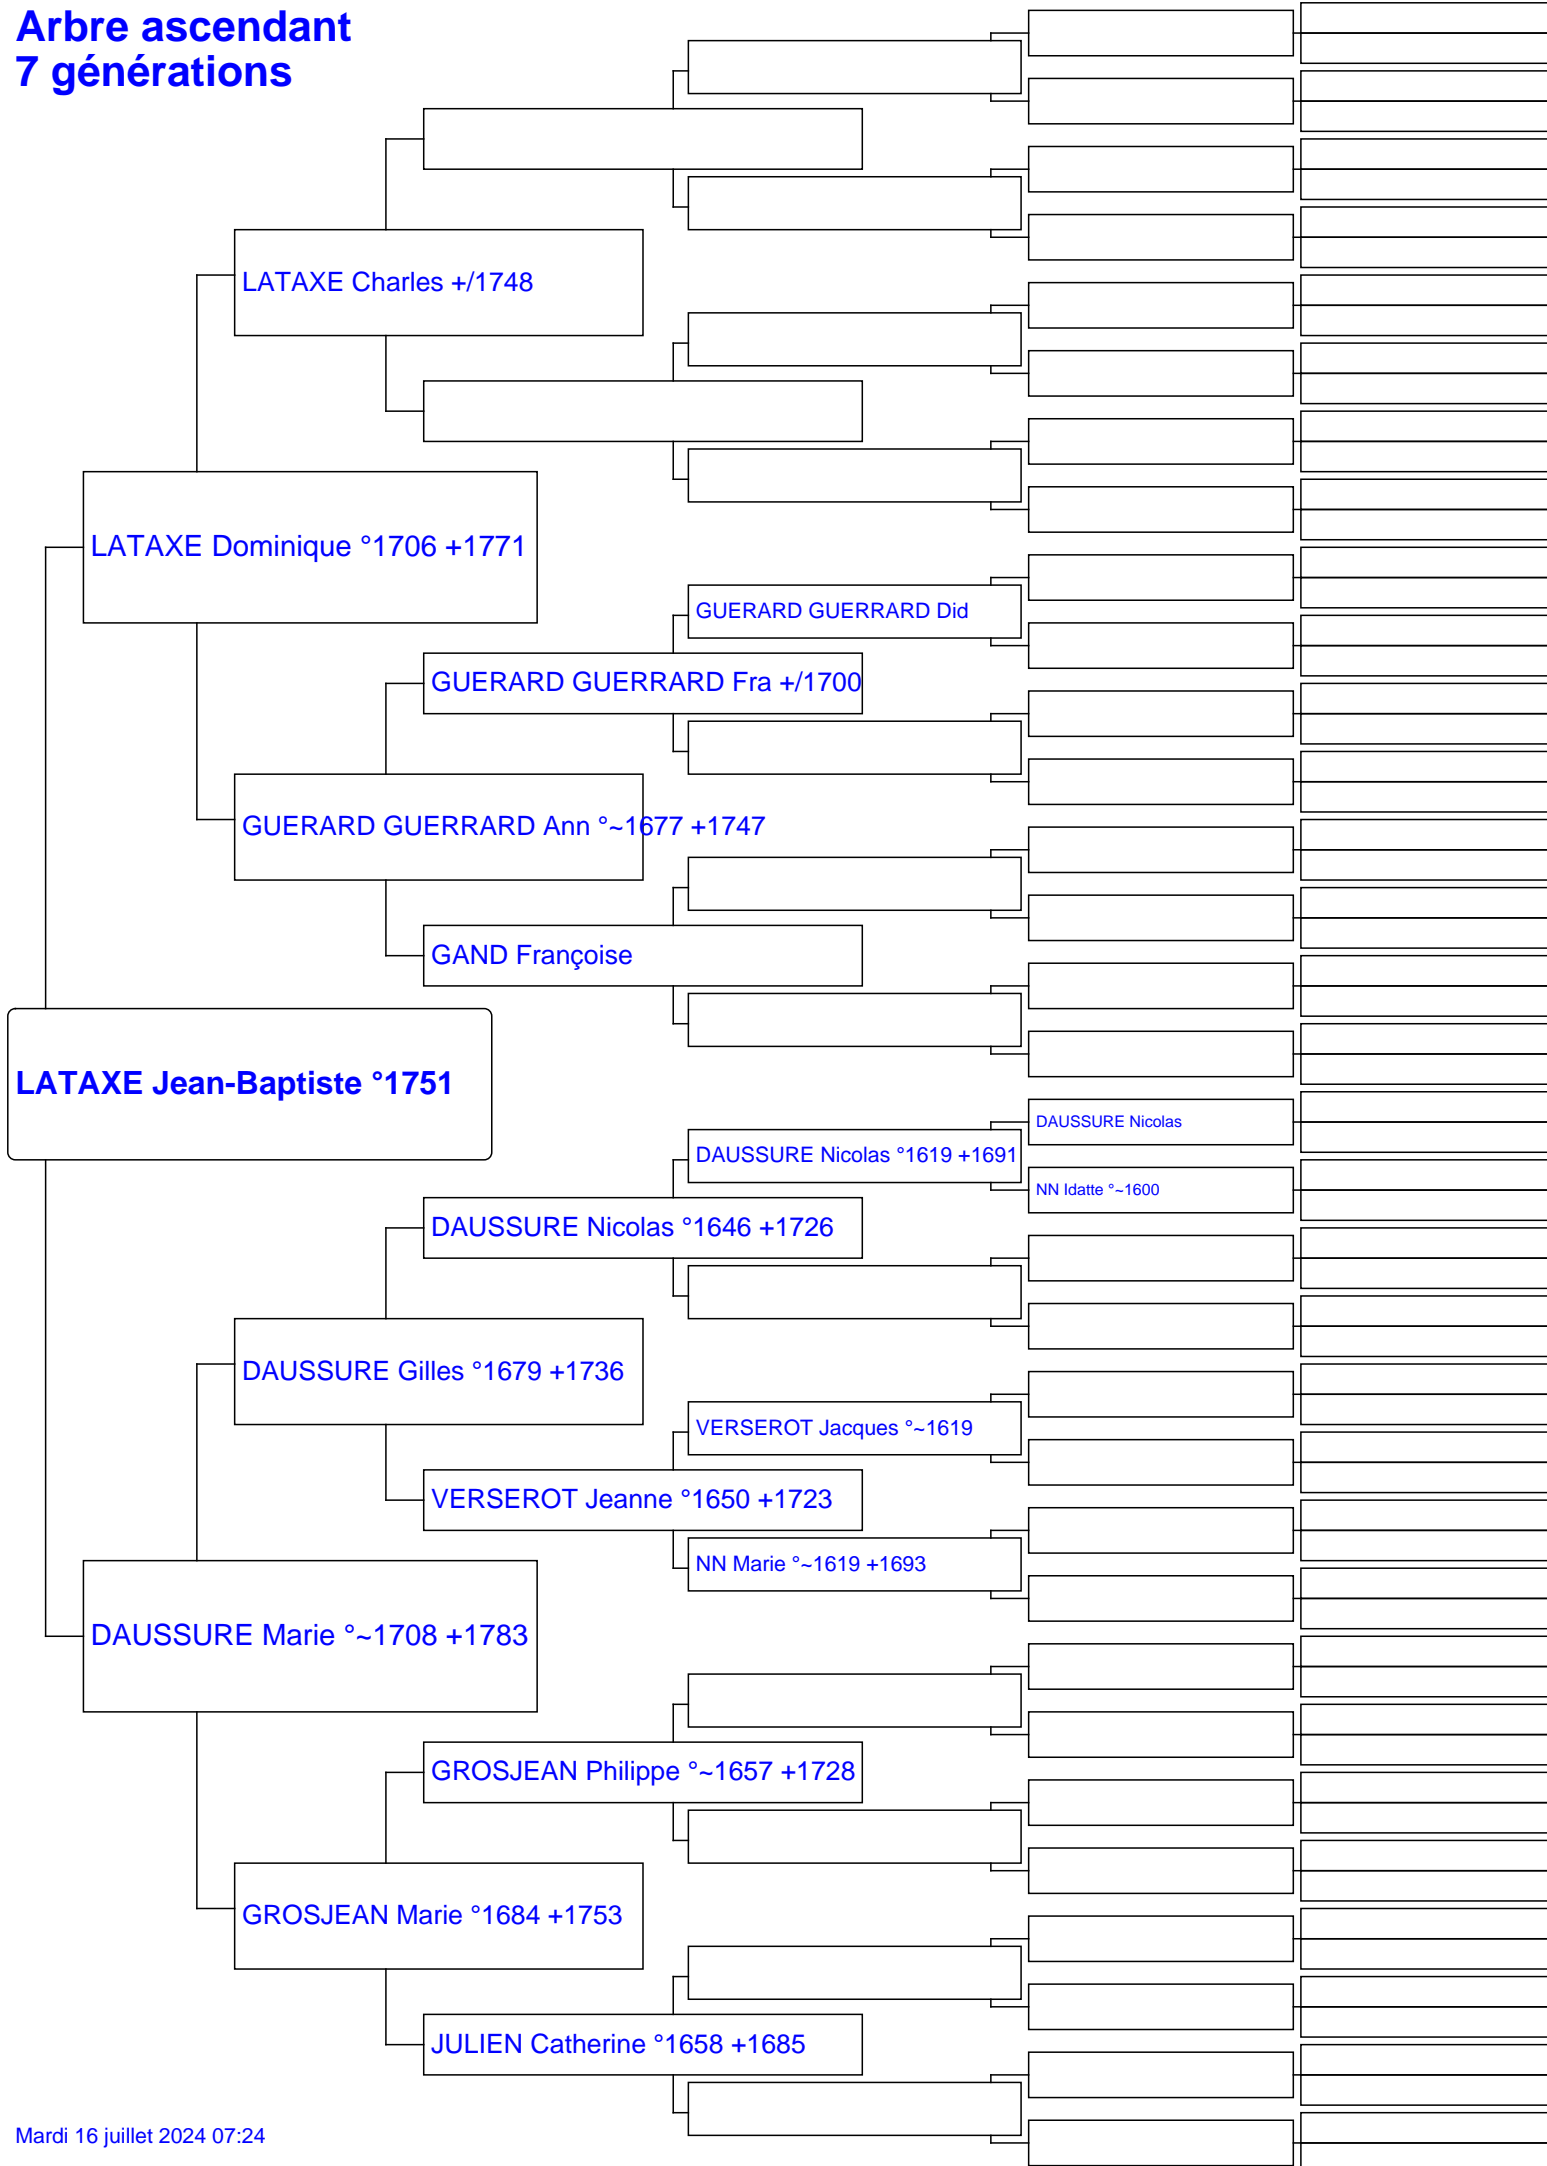 Arbre ascendant
7 générations
LATAXE Charles +/1748
LATAXE Dominique °1706 +1771
GUERARD GUERRARD Did
GUERARD GUERRARD Fra +/1700
GUERARD GUERRARD Ann °~1677 +1747
GAND Françoise
LATAXE Jean-Baptiste °1751
DAUSSURE Nicolas
DAUSSURE Nicolas °1619 +1691
NN Idatte °~1600
DAUSSURE Nicolas °1646 +1726
DAUSSURE Gilles °1679 +1736
VERSEROT Jacques °~1619
VERSEROT Jeanne °1650 +1723
NN Marie °~1619 +1693
DAUSSURE Marie °~1708 +1783
GROSJEAN Philippe °~1657 +1728
GROSJEAN Marie °1684 +1753
JULIEN Catherine °1658 +1685
Mardi 16 juillet 2024 07:24